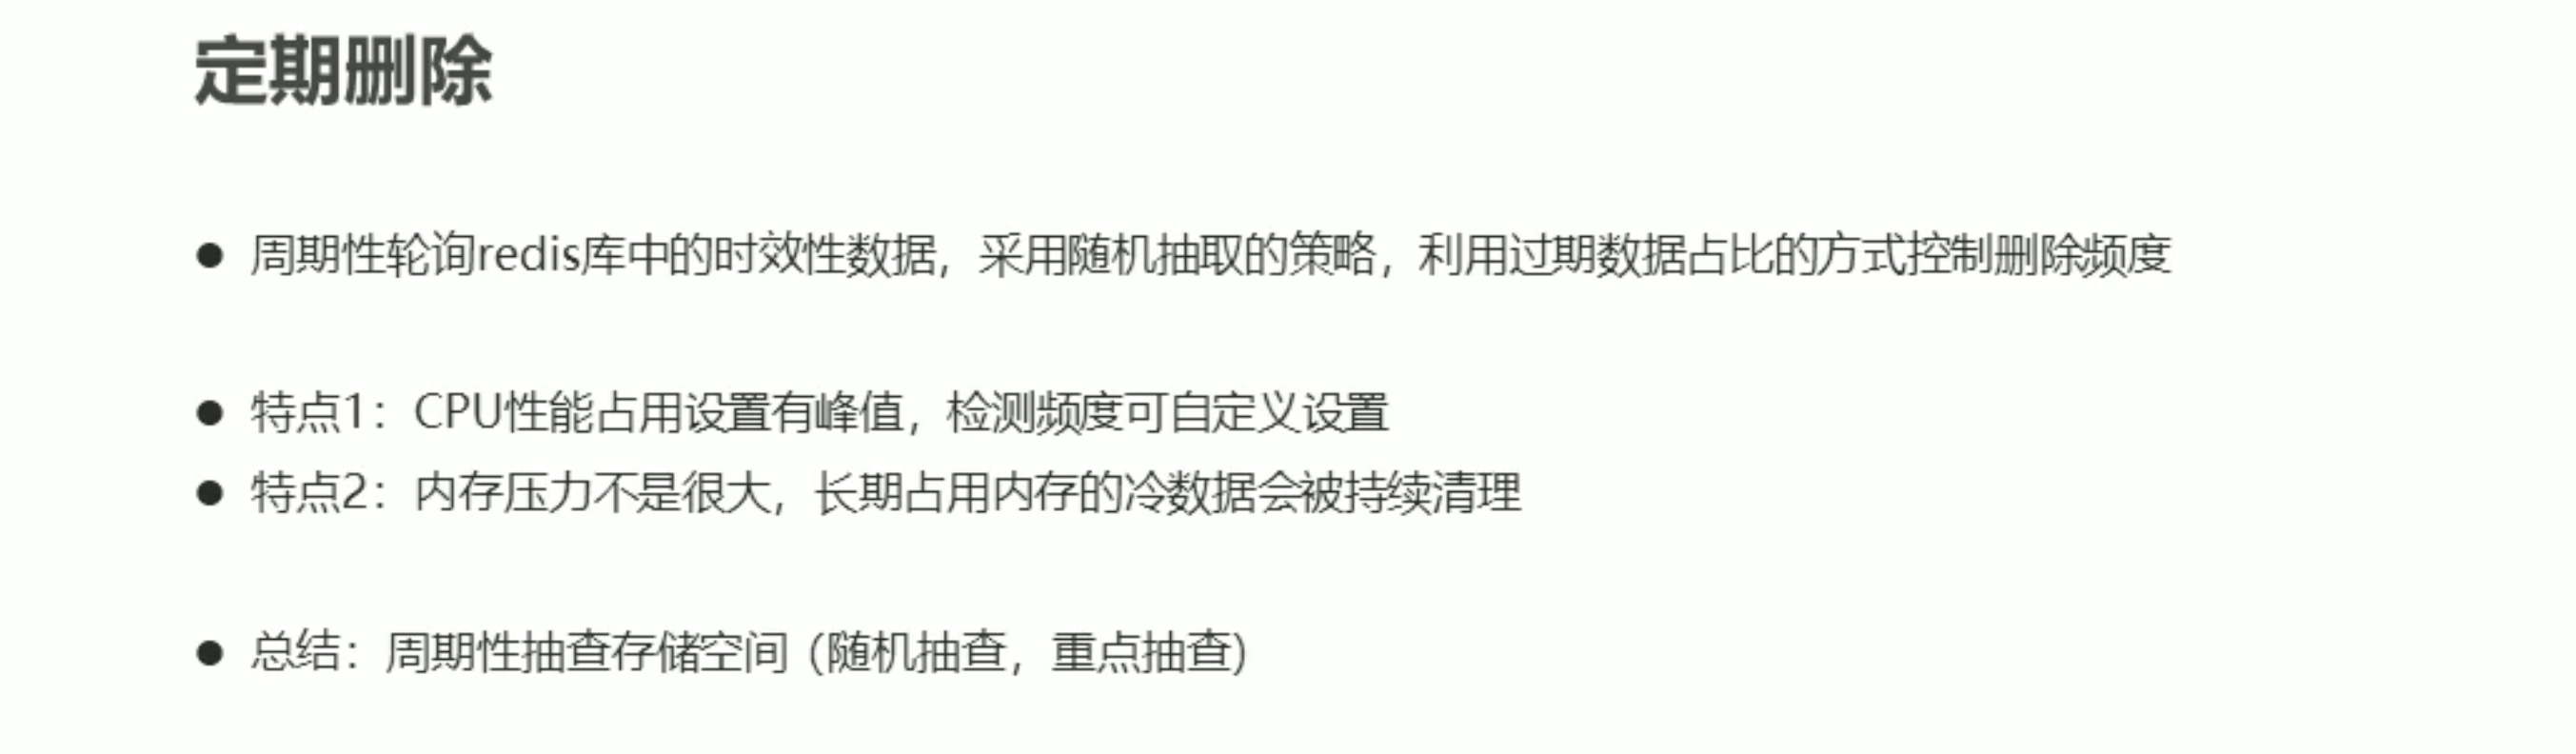 定期删除
● 周期性轮询redis库中的时效性数据，采用随机抽取的策略，利用过期数据占比的方式控制删除频度
● 特点1：CPU性能占用设置有峰值，检测频度可自定义设置
● 特点2：内存压力不是很大，长期占用内存的冷数据会被持续清理
● 总结：周期性抽查存储空间（随机抽查，重点抽查）